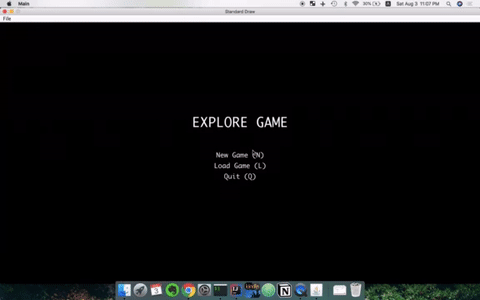 Main
30%
Sat Aug 3 11:07 PM
Standard Draw
File
EXPLORE GAME
New Game (N)
Load Game (L)
Quit (Q)